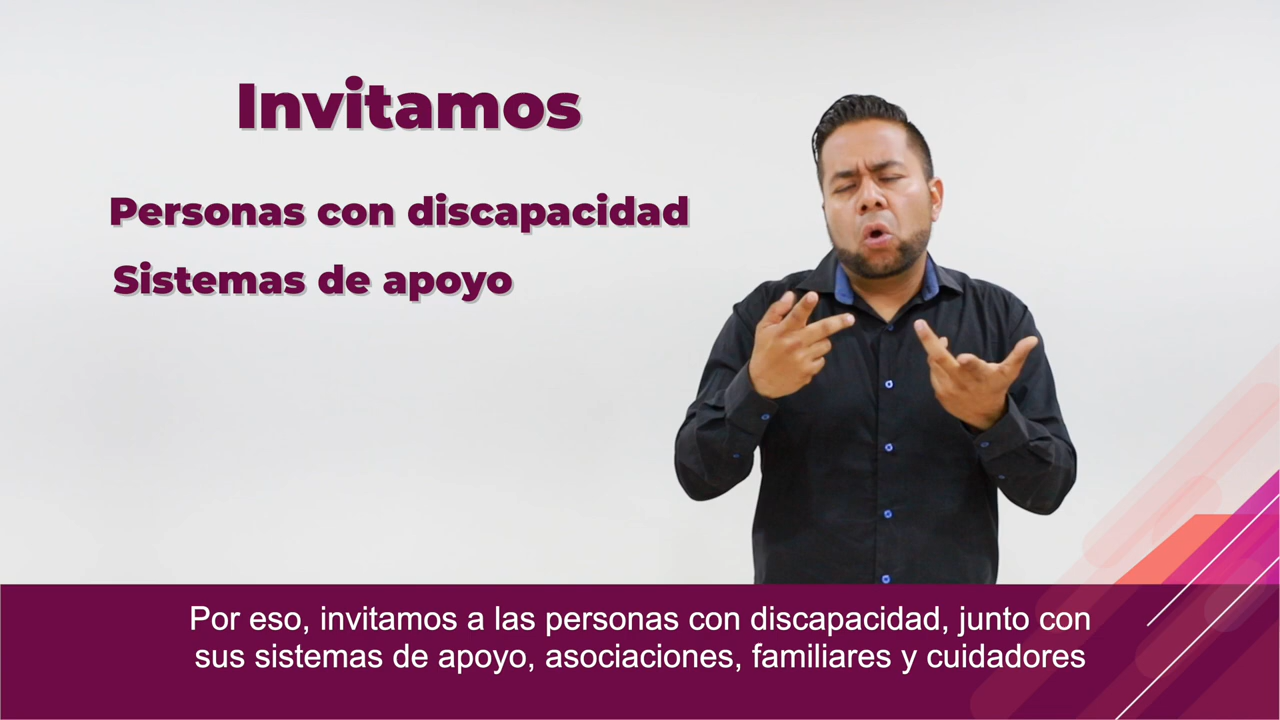 Invitamos
Personas con discapacidad
Sistemas de apoyo
Por eso, invitamos a las personas con discapacidad, junto con
sus sistemas de apoyo, asociaciones, familiares y cuidadores